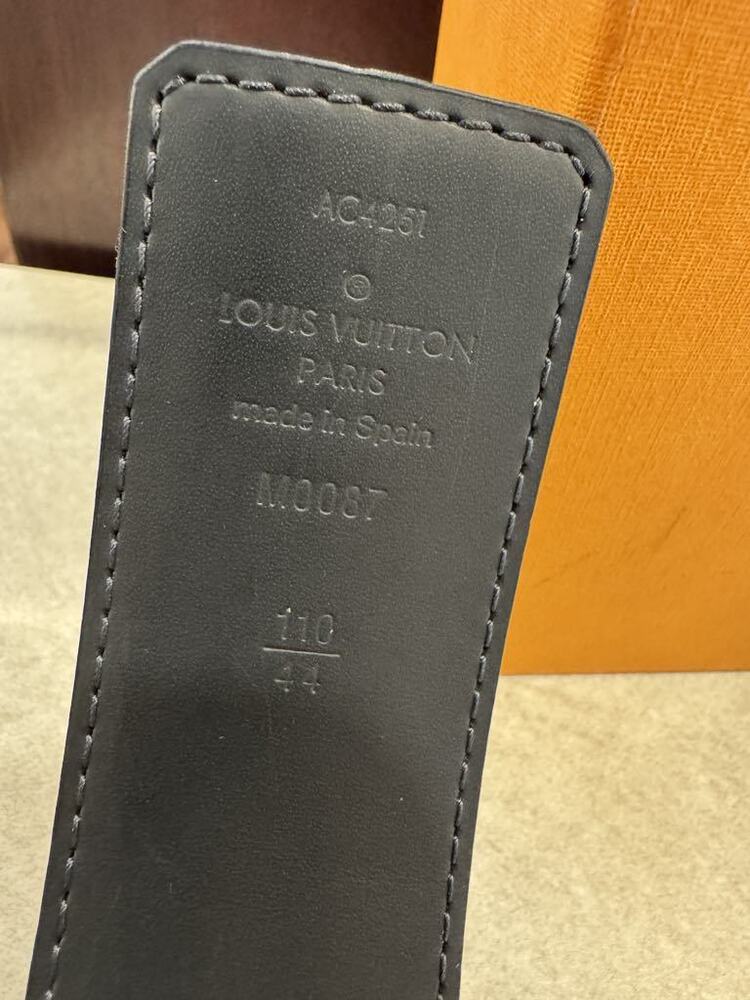 AC4251
®
LOUIS VUITTON
PARIS
made in Spain
M0087
110
44